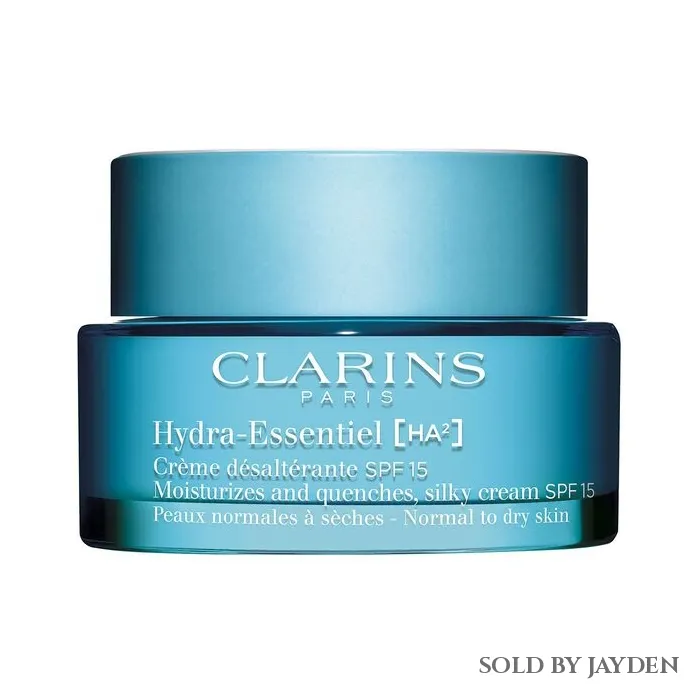 CLARINS
PARIS
Hydra-Essentiel [HA²]
Crème désaltérante SPF 15
Moisturizes and quenches, silky cream SPF 15
Peaux normales à sèches - Normal to dry skin
SOLD BY JAYDEN